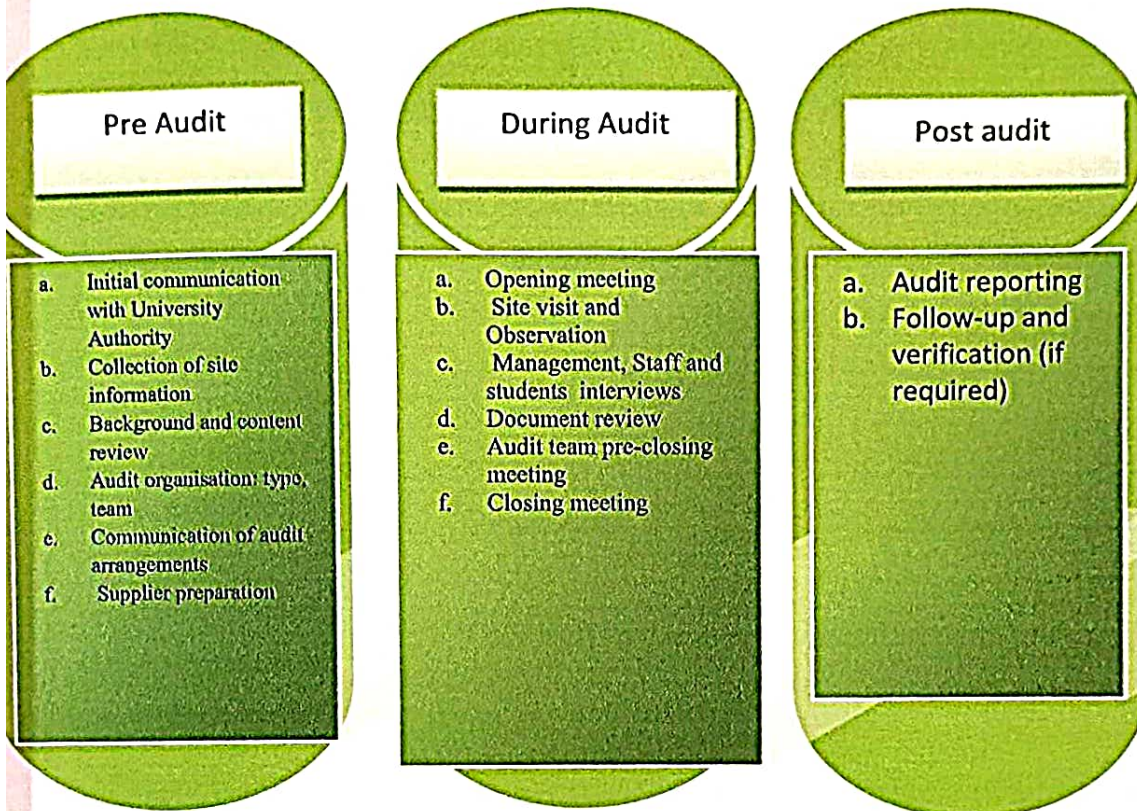 Pre Audit
a. Initial communication
with University
Authority
b. Collection of site
information
c. Background and content
review
d. Audit organisation: type,
team
e. Communication of audit
arrangements
f. Supplier preparation
During Audit
a. Opening meeting
b. Site visit and
Observation
c. Management, Staff and
students interviews
d. Document review
e. Audit team pre-closing
meeting
f. Closing meeting
Post audit
a. Audit reporting
b. Follow-up and
verification (if
required)